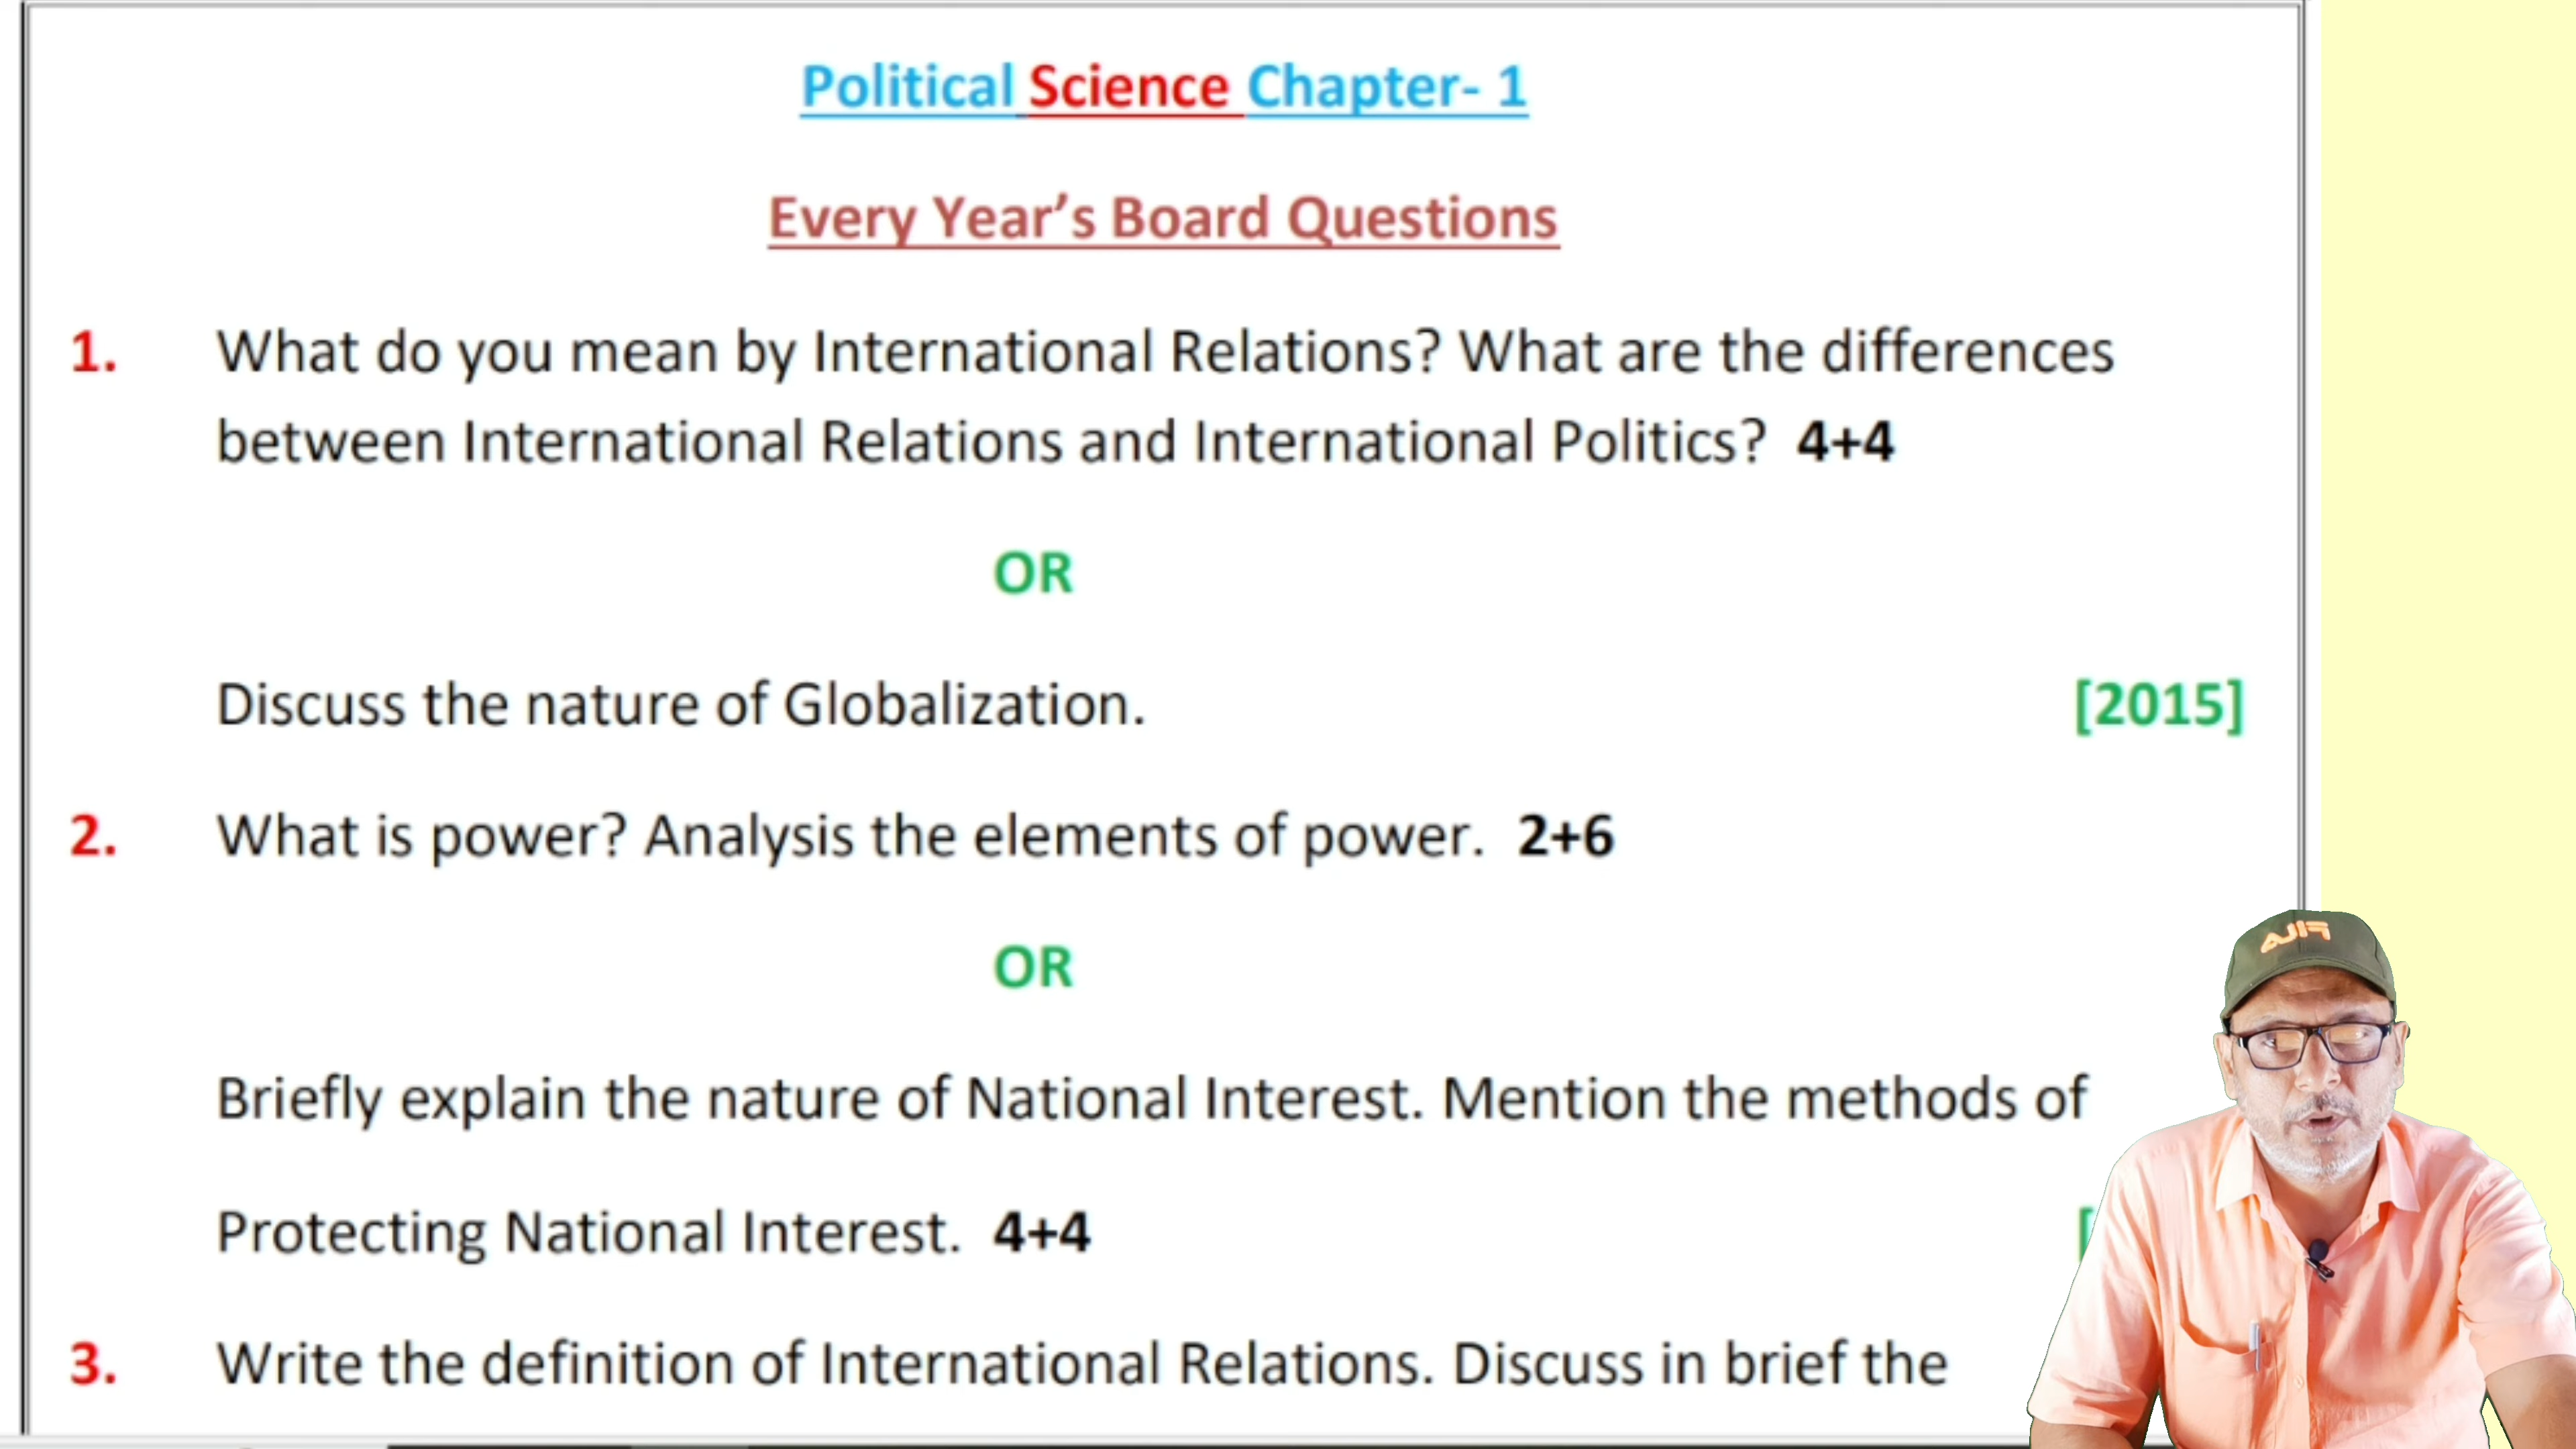 Political Science Chapter- 1
Every Year's Board Questions
1. What do you mean by International Relations? What are the differences
between International Relations and International Politics? 4+4
OR
Discuss the nature of Globalization. [2015]
2. What is power? Analysis the elements of power. 2+6
OR
Briefly explain the nature of National Interest. Mention the methods of
Protecting National Interest. 4+4 [
3. Write the definition of International Relations. Discuss in brief the
FILA